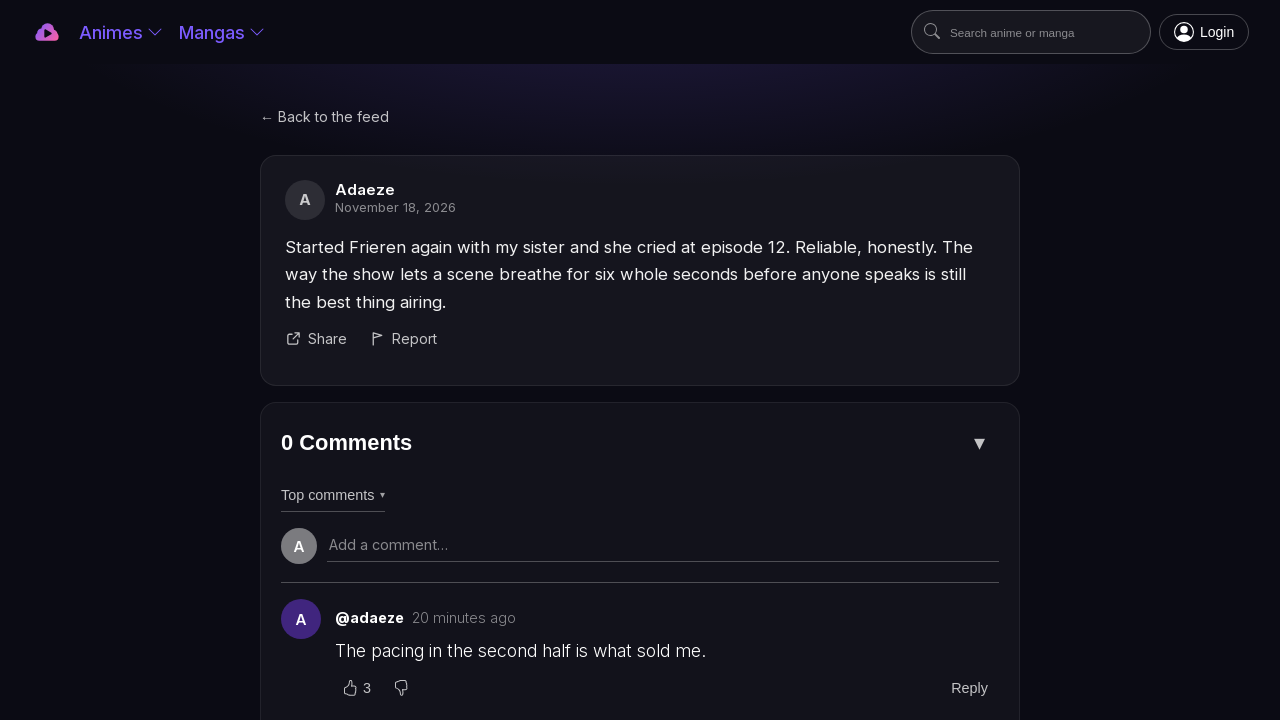 Animes
Mangas
Search anime or manga
Login
← Back to the feed
A
Adaeze
November 18, 2026
Started Frieren again with my sister and she cried at episode 12. Reliable, honestly. The
way the show lets a scene breathe for six whole seconds before anyone speaks is still
the best thing airing.
Share
Report
0 Comments
▼
Top comments ▾
A
Add a comment...
A
@adaeze 20 minutes ago
The pacing in the second half is what sold me.
3
Reply